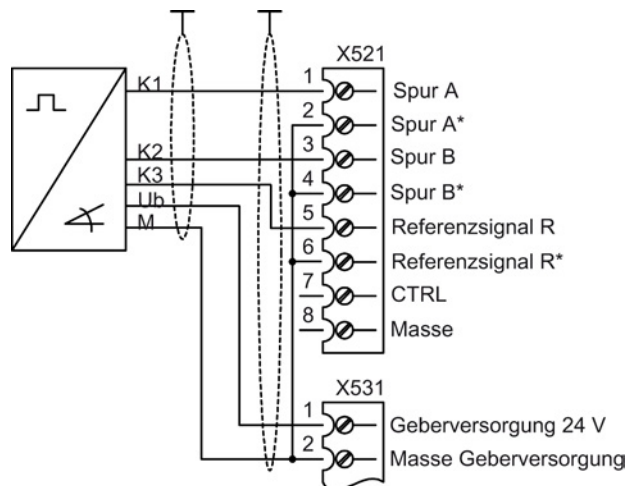 X521
K1
1
Spur A
2
Spur A*
K2
3
Spur B
K3
4
Spur B*
Ub
5
Referenzsignal R
M
6
Referenzsignal R*
7
CTRL
8
Masse
X531
1
Geberversorgung 24 V
2
Masse Geberversorgung